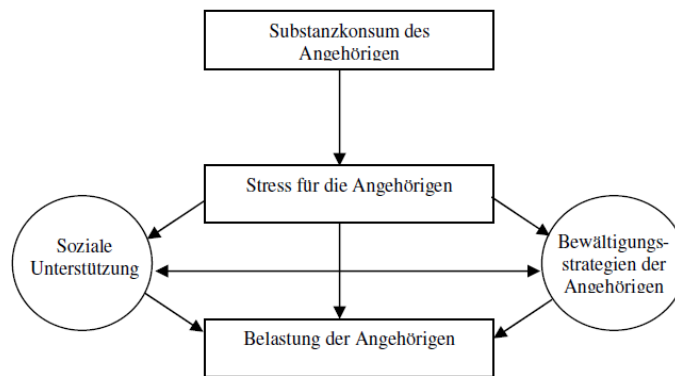 Substanzkonsum des
Angehörigen
Stress für die Angehörigen
Soziale
Unterstützung
Bewältigungs-
strategien der
Angehörigen
Belastung der Angehörigen